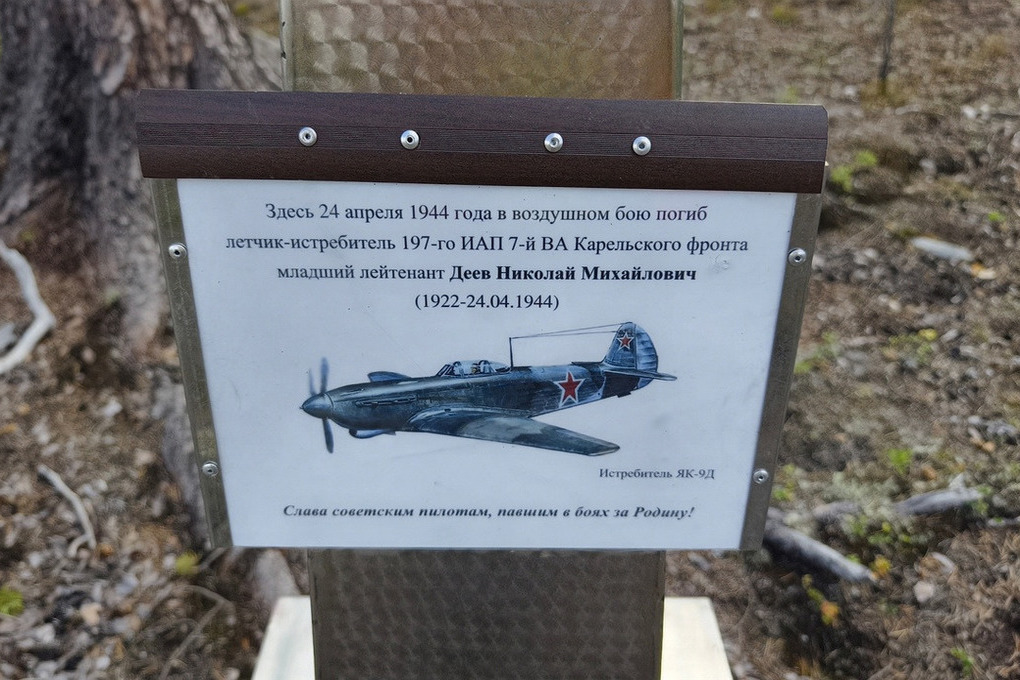 Здесь 24 апреля 1944 года в воздушном бою погиб
летчик-истребитель 197-го ИАП 7-й ВА Карельского фронта
младший лейтенант Деев Николай Михайлович
(1922-24.04.1944)
Истребитель ЯК-9Д
Слава советским пилотам, павшим в боях за Родину!